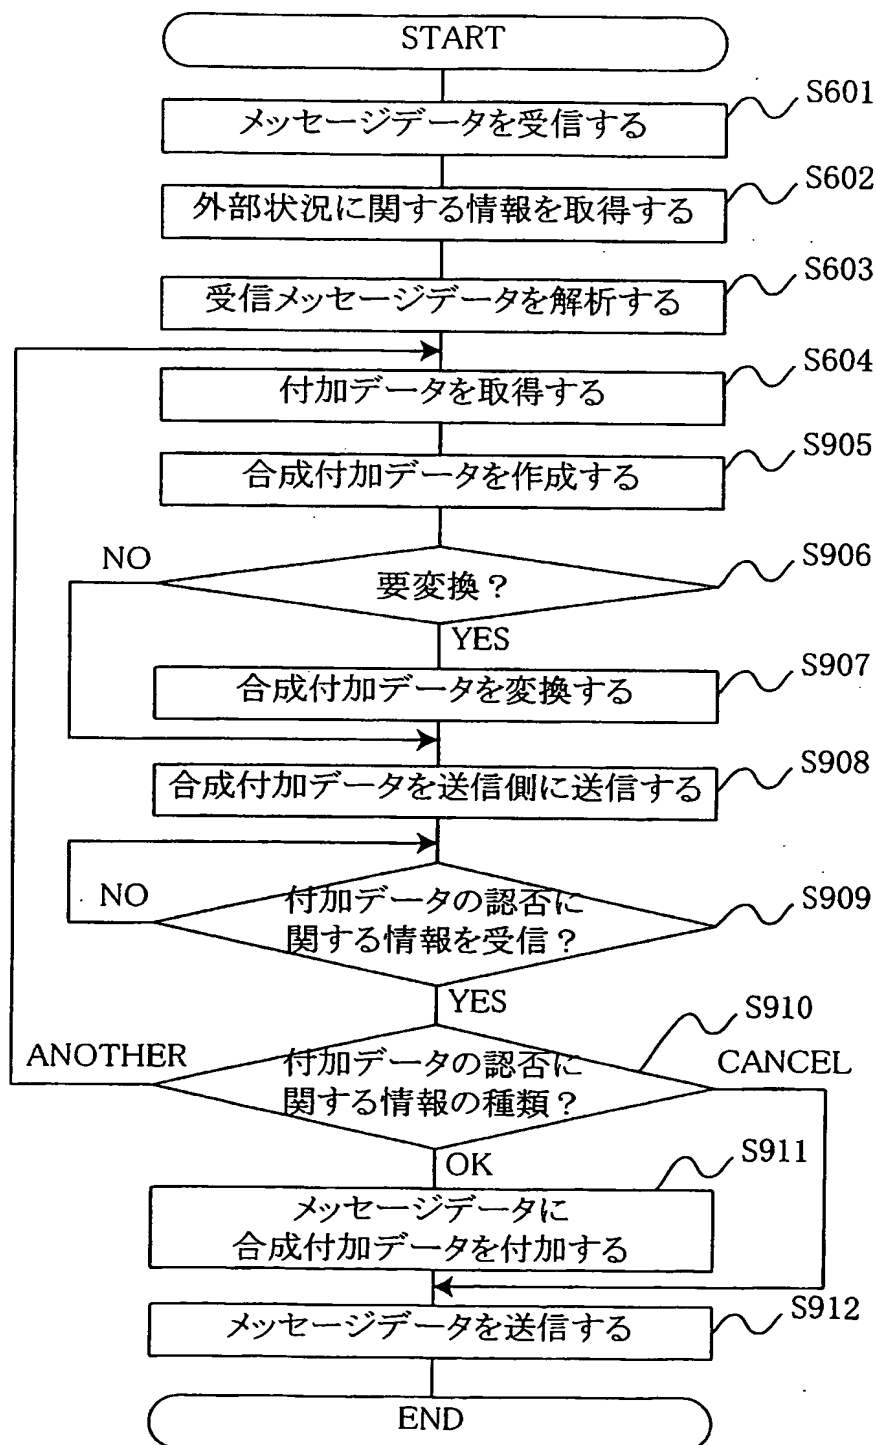 START
メッセージデータを受信する
S601
外部状況に関する情報を取得する
S602
受信メッセージデータを解析する
S603
付加データを取得する
S604
合成付加データを作成する
S905
要変換？
S906
NO
YES
合成付加データを変換する
S907
合成付加データを送信側に送信する
S908
付加データの認否に
関する情報を受信？
S909
NO
YES
付加データの認否に
関する情報の種類？
S910
ANOTHER
CANCEL
OK
メッセージデータに
合成付加データを付加する
S911
メッセージデータを送信する
S912
END